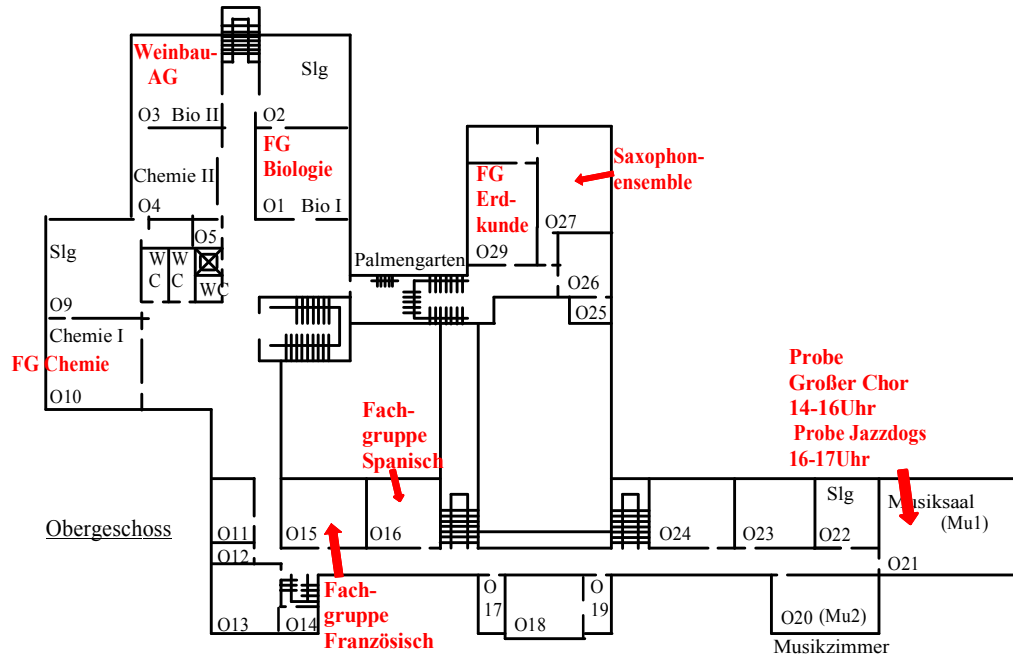 Weinbau-
AG
Slg
O3 Bio II
O2
FG
Biologie
Chemie II
O4
O1 Bio I
O5
Slg
W
C
W
C
WC
O9
Chemie I
FG Chemie
O10
Palmengarten
FG
Erd-
kunde
O29
Saxophon-
ensemble
O27
O26
O25
Fach-
gruppe
Spanisch
Probe
Großer Chor
14-16Uhr
Probe Jazzdogs
16-17Uhr
Obergeschoss
O11
O12
O13
O14
O15
O16
Fach-
gruppe
Französisch
O
17
O18
O
19
O24
O23
Slg
O22
Musiksaal
(Mu1)
O21
O20 (Mu2)
Musikzimmer